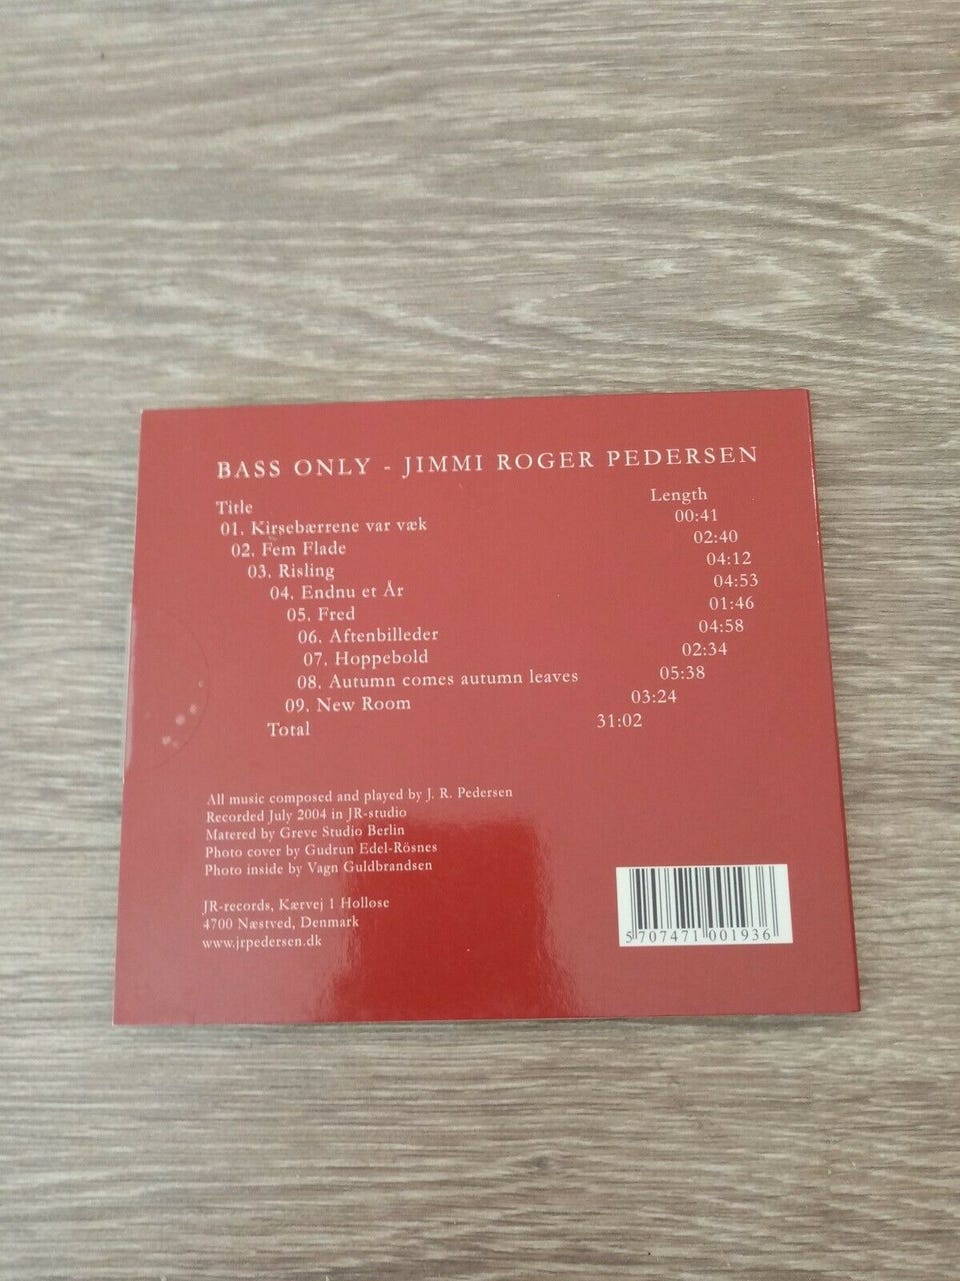 BASS ONLY - JIMMI ROGER PEDERSEN
Title Length
01. Kirsebærrene var væk 00:41
02. Fem Flade 02:40
03. Risling 04:12
04. Endnu et År 04:53
05. Fred 01:46
06. Aftenbilleder 04:58
07. Hoppebold 02:34
08. Autumn comes autumn leaves 05:38
09. New Room 03:24
Total 31:02
All music composed and played by J. R. Pedersen
Recorded July 2004 in JR-studio
Matered by Greve Studio Berlin
Photo cover by Gudrun Edel-Rösnes
Photo inside by Vagn Guldbrandsen
JR-records, Kærvej 1 Holløse
4700 Næstved, Denmark
www.jrpedersen.dk
5 707471 001936